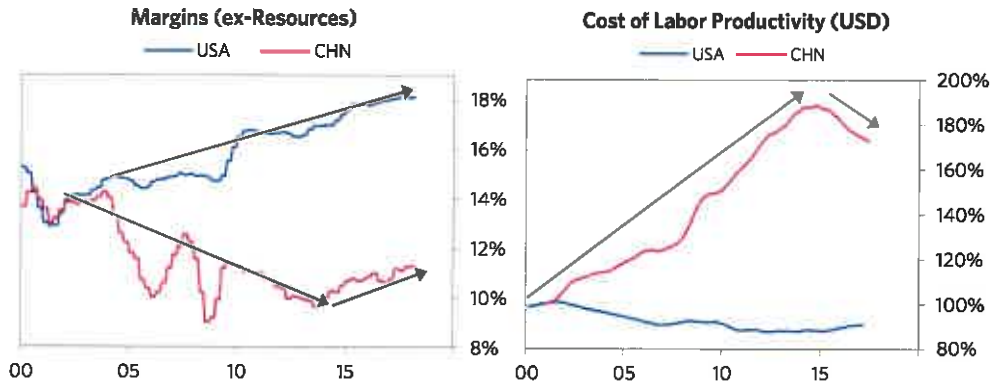 Margins (ex-Resources)
USA CHN
18%
16%
14%
12%
10%
8%
00 05 10 15
Cost of Labor Productivity (USD)
USA CHN
200%
180%
160%
140%
120%
100%
80%
00 05 10 15